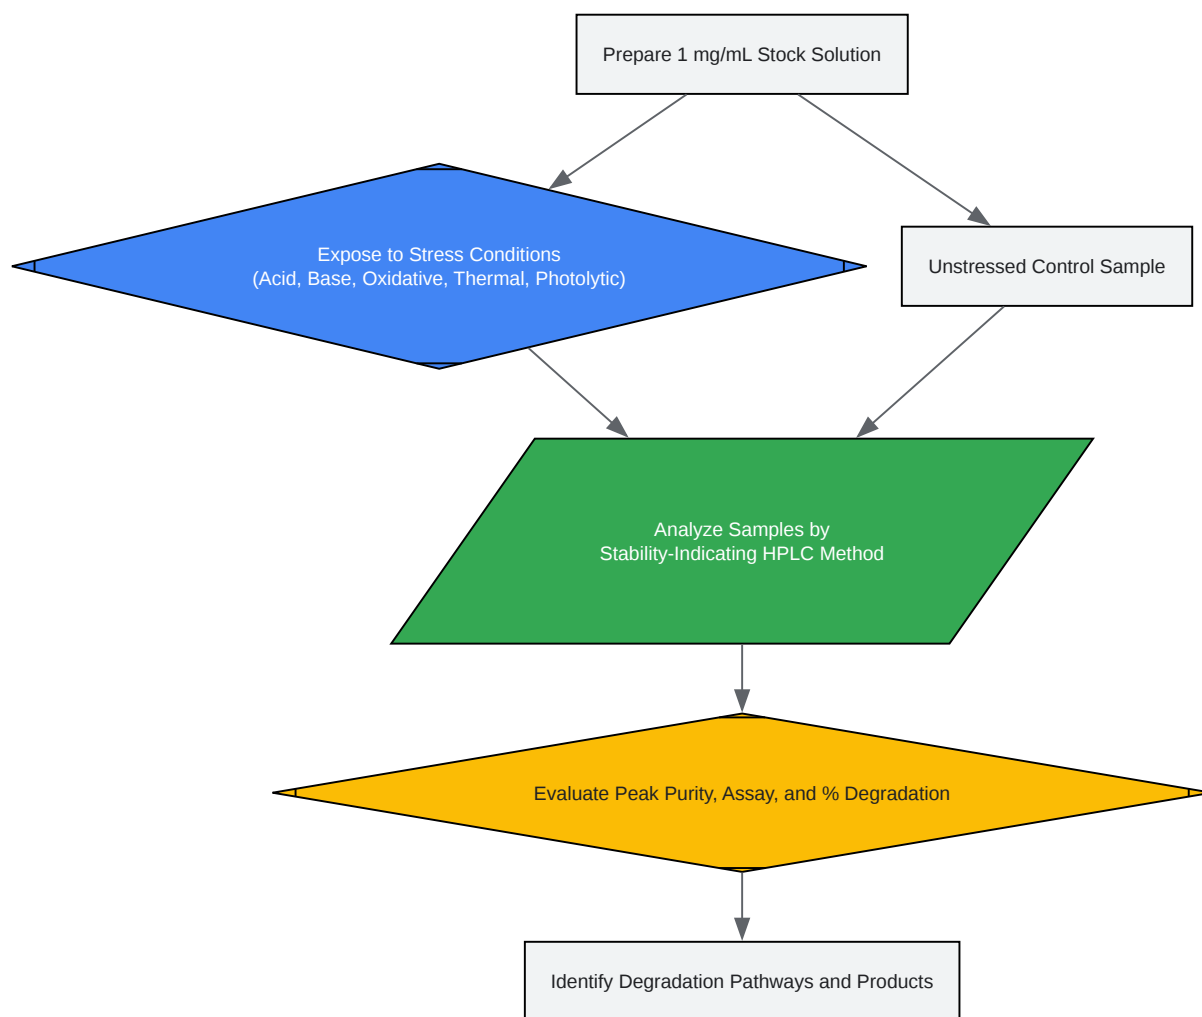 Prepare 1 mg/mL Stock Solution
Expose to Stress Conditions
(Acid, Base, Oxidative, Thermal, Photolytic)
Unstressed Control Sample
Analyze Samples by
Stability-Indicating HPLC Method
Evaluate Peak Purity, Assay, and % Degradation
Identify Degradation Pathways and Products